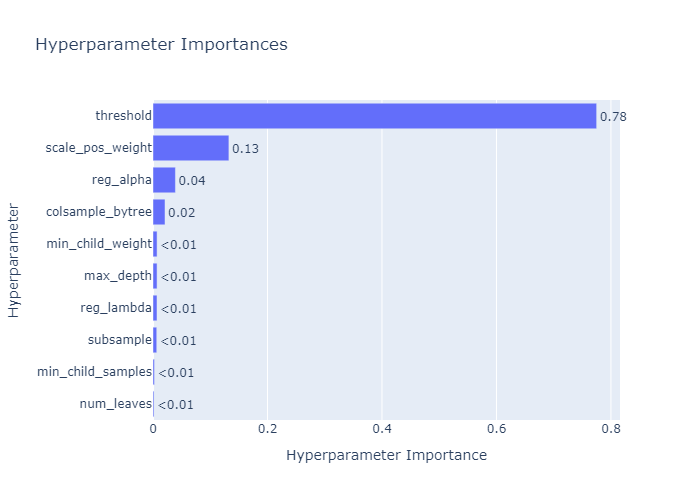 Hyperparameter Importances
threshold 0.78
scale_pos_weight 0.13
reg_alpha 0.04
colsample_bytree 0.02
min_child_weight <0.01
max_depth <0.01
reg_lambda <0.01
subsample <0.01
min_child_samples <0.01
num_leaves <0.01
0 0.2 0.4 0.6 0.8
Hyperparameter Importance
Hyperparameter